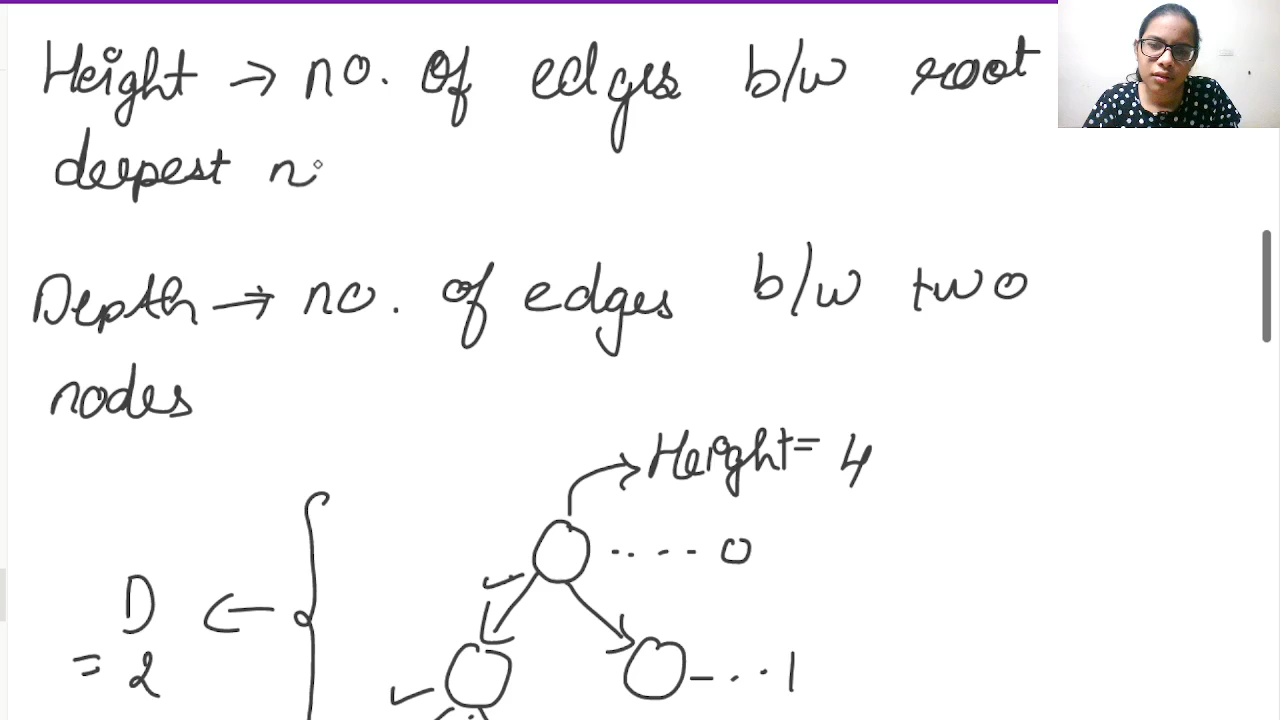 Height → no. of edges b/w root
deepest n
Depth → no. of edges b/w two
nodes
→ Height = 4
.... 0
D ←
= 2
-...1